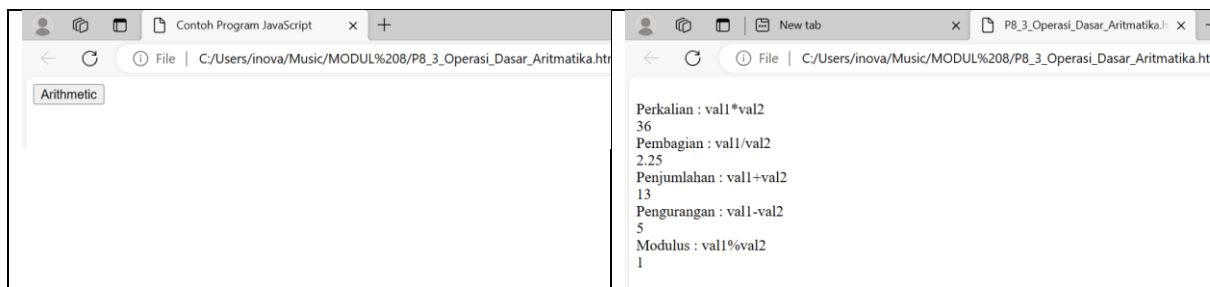 Contoh Program JavaScript
File | C:/Users/inova/Music/MODUL%208/P8_3_Operasi_Dasar_Aritmatika.htm
Arithmetic
New tab
P8_3_Operasi_Dasar_Aritmatika.h
File | C:/Users/inova/Music/MODUL%208/P8_3_Operasi_Dasar_Aritmatika.ht
Perkalian : val1*val2
36
Pembagian : val1/val2
2.25
Penjumlahan : val1+val2
13
Pengurangan : val1-val2
5
Modulus : val1%val2
1